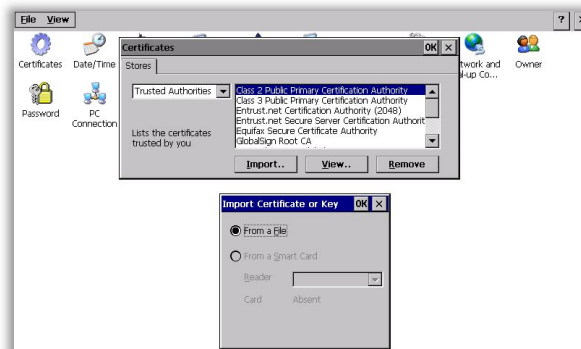 File View
?
Certificates
OK
Stores
Trusted Authorities
Class 2 Public Primary Certification Authority
Class 3 Public Primary Certification Authority
Entrust.net Certification Authority (2048)
Entrust.net Secure Server Certification Authorit
Equifax Secure Certificate Authority
GlobalSign Root CA
Lists the certificates
trusted by you
Import..
View..
Remove
Certificates
Date/Time
twork and
l-up Co...
Owner
Password
PC
Connection
Import Certificate or Key
OK
From a File
From a Smart Card
Reader
Card
Absent